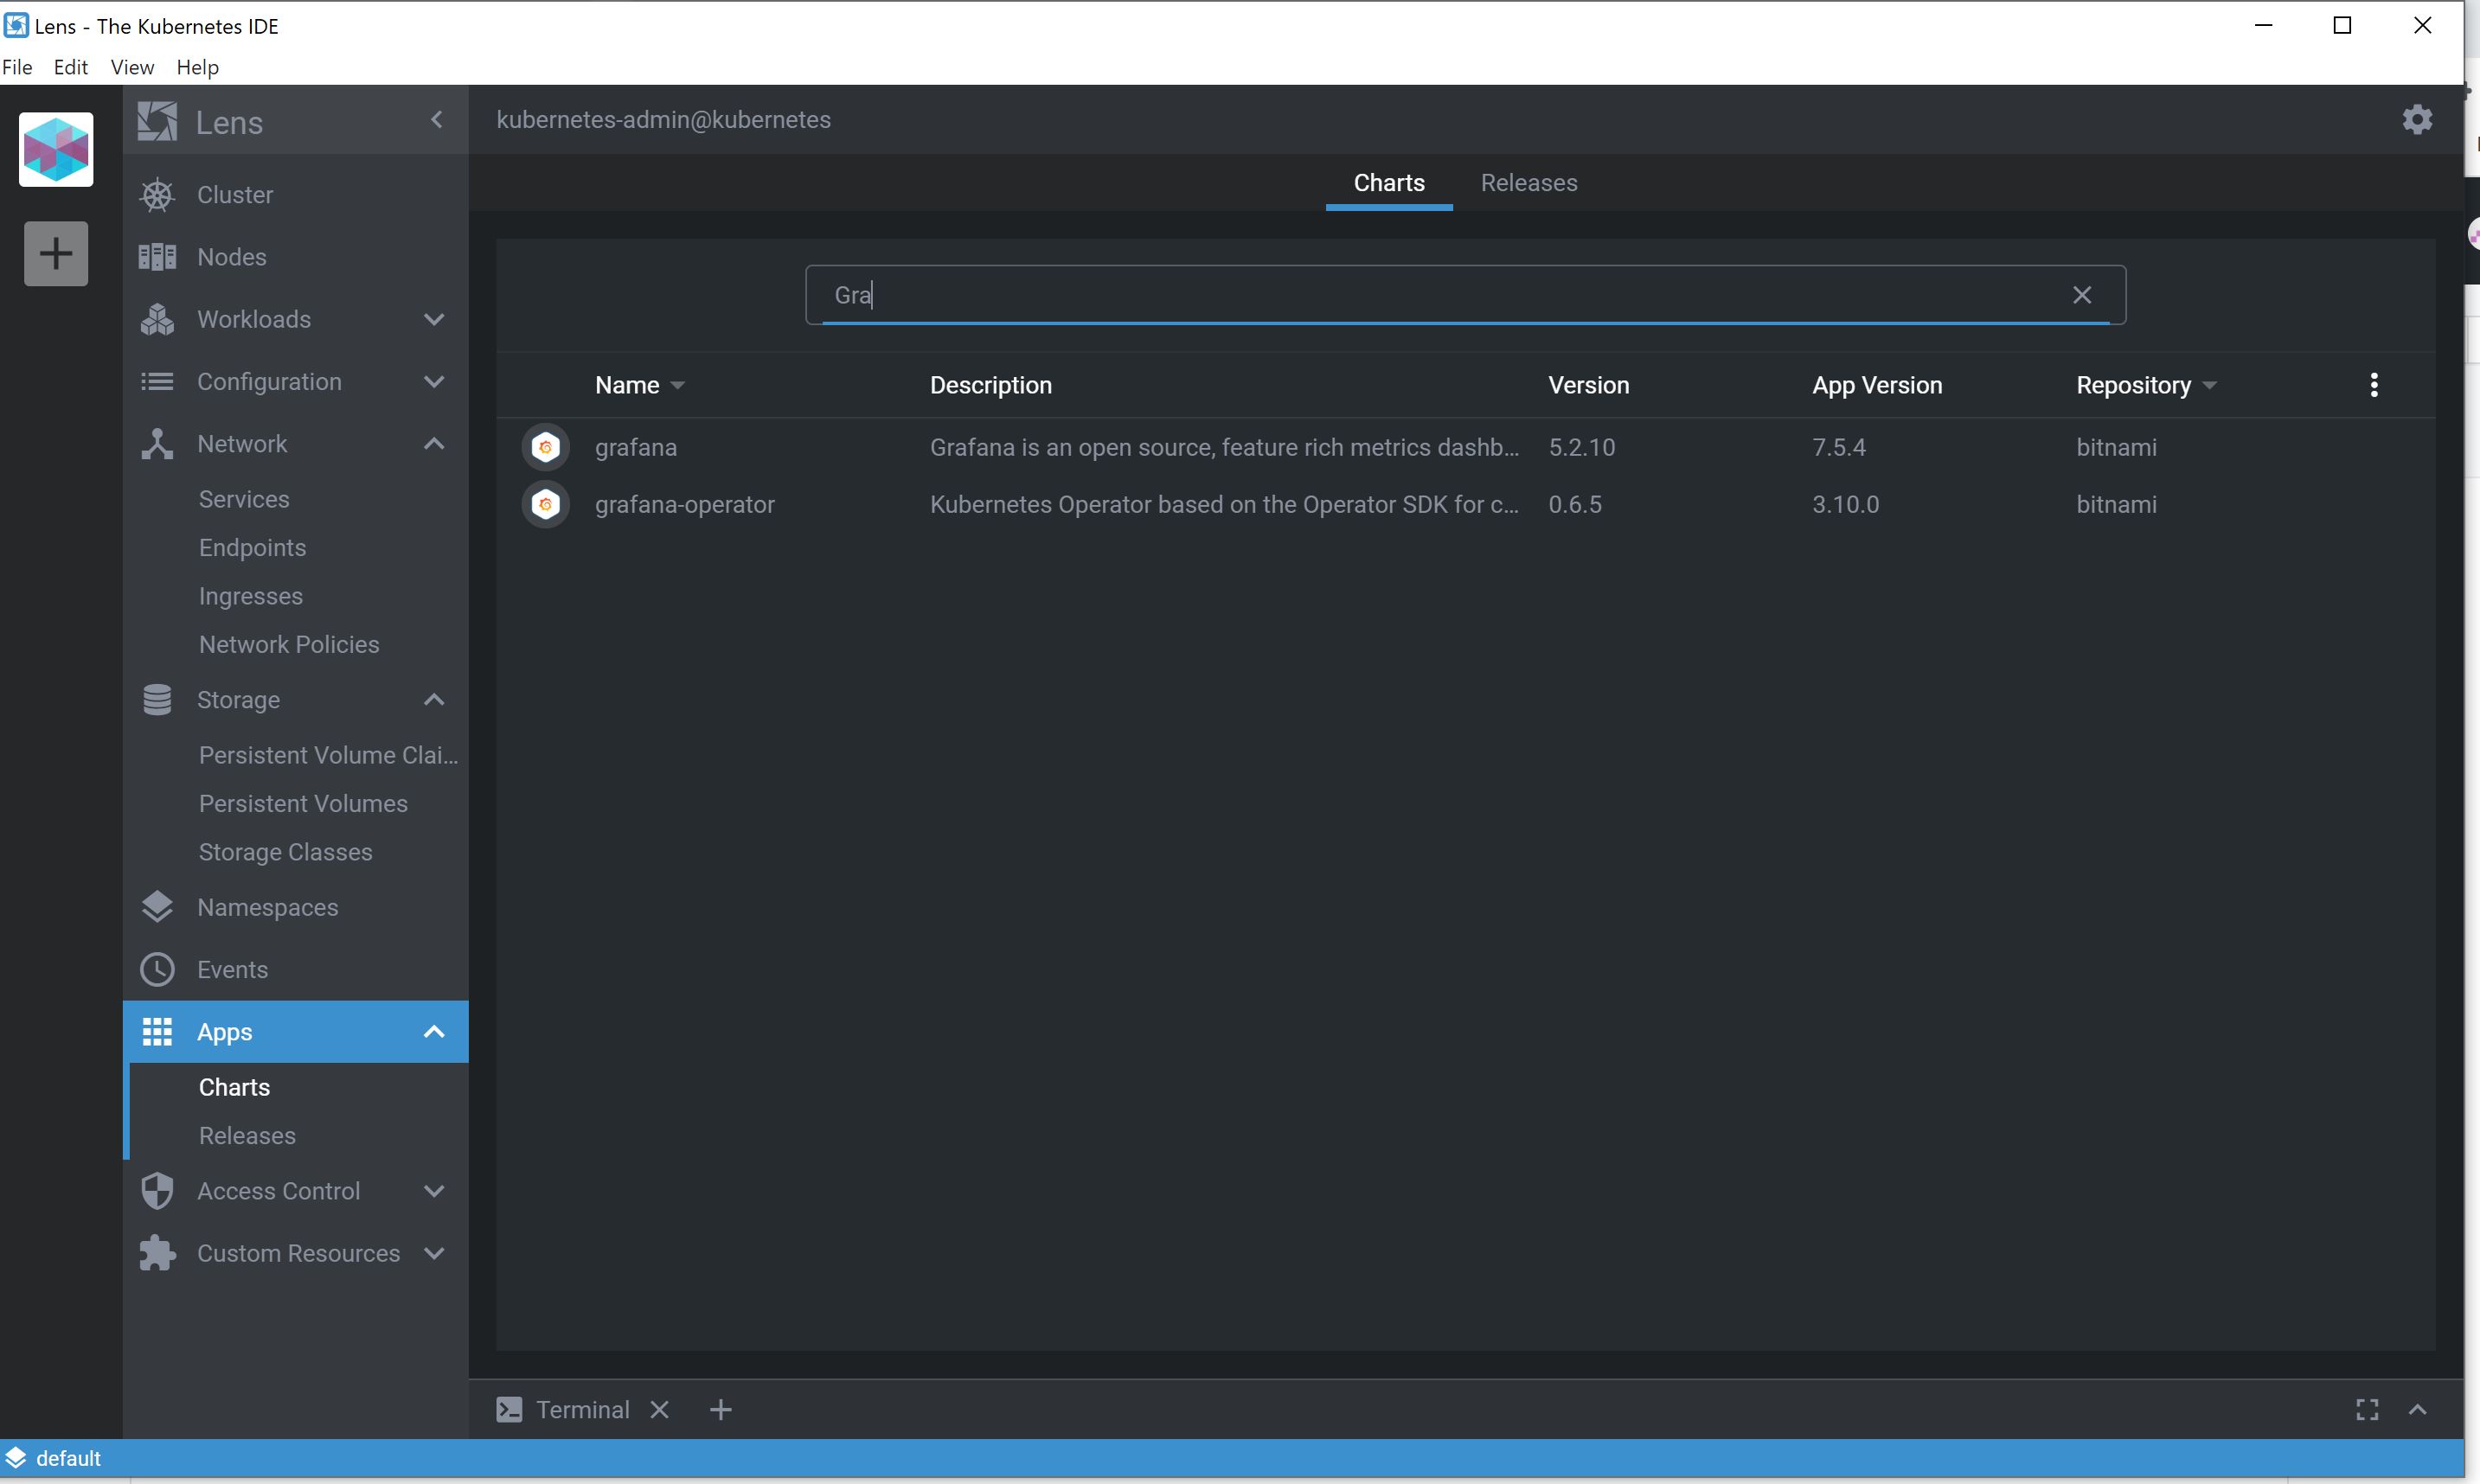 Lens - The Kubernetes IDE
File Edit View Help
Lens
kubernetes-admin@kubernetes
Cluster
Nodes
Workloads
Configuration
Network
Services
Endpoints
Ingresses
Network Policies
Storage
Persistent Volume Clai...
Persistent Volumes
Storage Classes
Namespaces
Events
Apps
Charts
Releases
Access Control
Custom Resources
Charts Releases
Gra
Name Description Version App Version Repository
grafana Grafana is an open source, feature rich metrics dashb... 5.2.10 7.5.4 bitnami
grafana-operator Kubernetes Operator based on the Operator SDK for c... 0.6.5 3.10.0 bitnami
Terminal
default